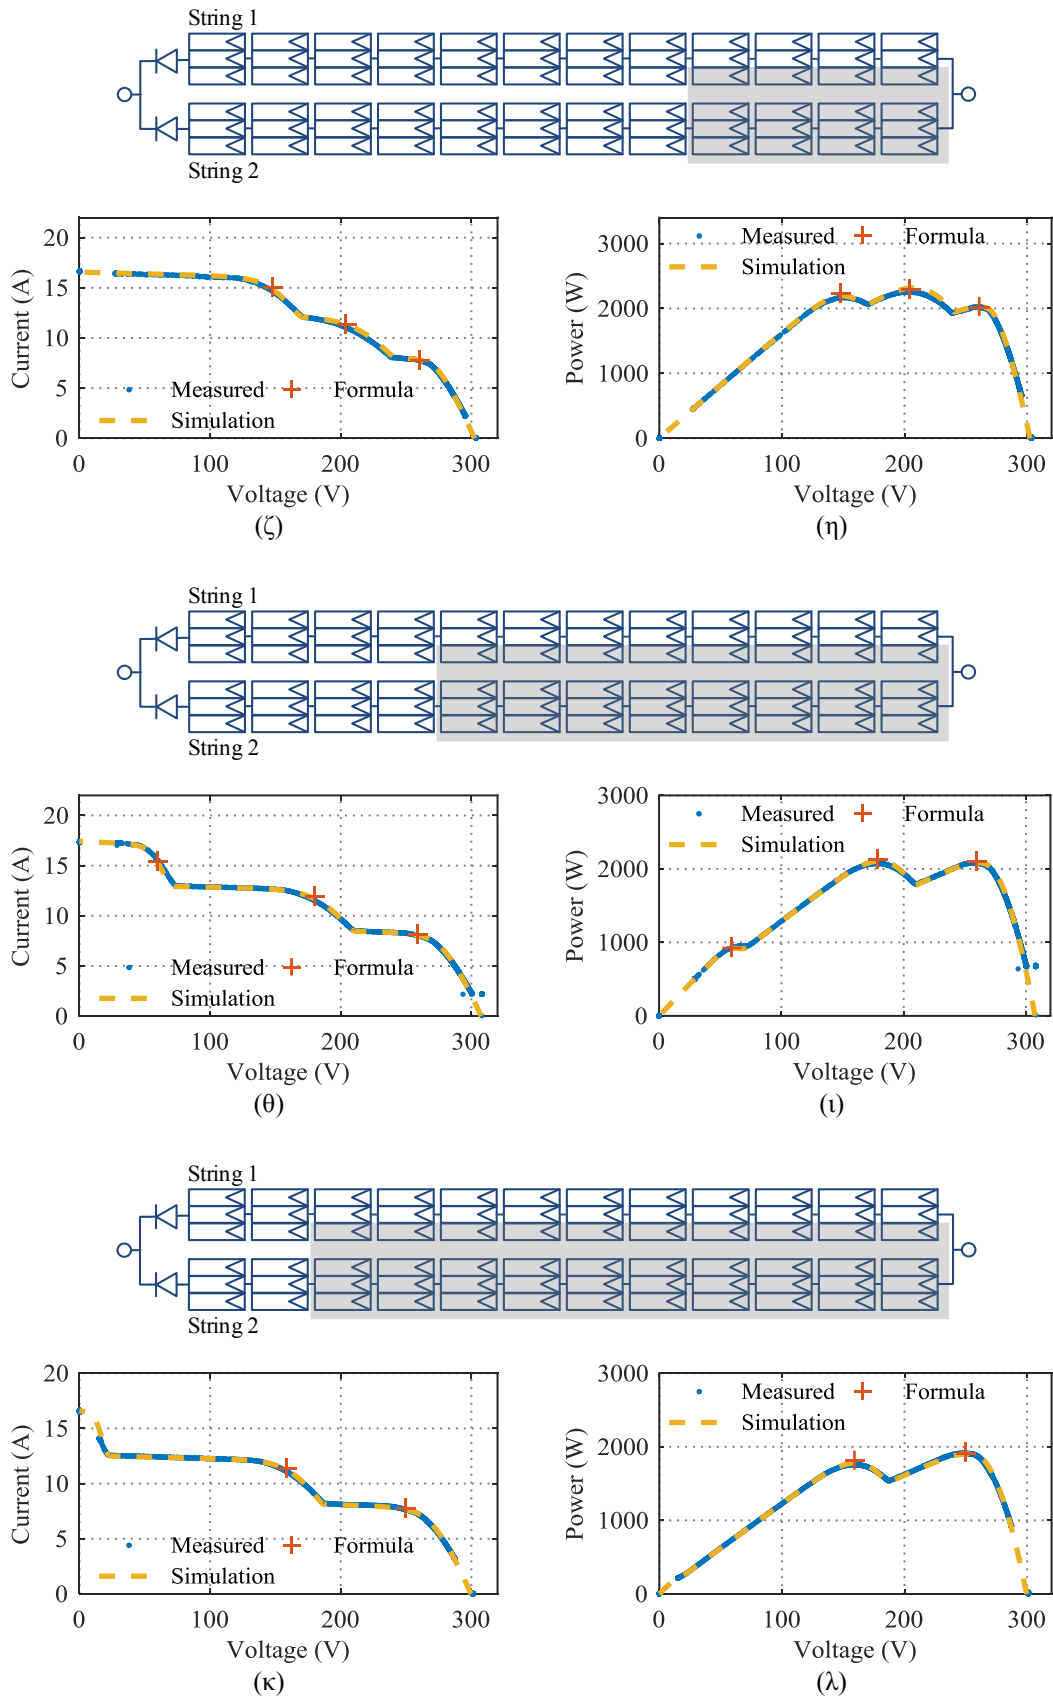 String 1
String 2
20
15
10
5
0
0 100 200 300
Current (A)
Voltage (V)
Measured Formula
Simulation
(ζ)
3000
2000
1000
0
0 100 200 300
Power (W)
Voltage (V)
Measured Formula
Simulation
(η)
String 1
String 2
20
15
10
5
0
0 100 200 300
Current (A)
Voltage (V)
Measured Formula
Simulation
(θ)
3000
2000
1000
0
0 100 200 300
Power (W)
Voltage (V)
Measured Formula
Simulation
(ι)
String 1
String 2
20
15
10
5
0
0 100 200 300
Current (A)
Voltage (V)
Measured Formula
Simulation
(κ)
3000
2000
1000
0
0 100 200 300
Power (W)
Voltage (V)
Measured Formula
Simulation
(λ)